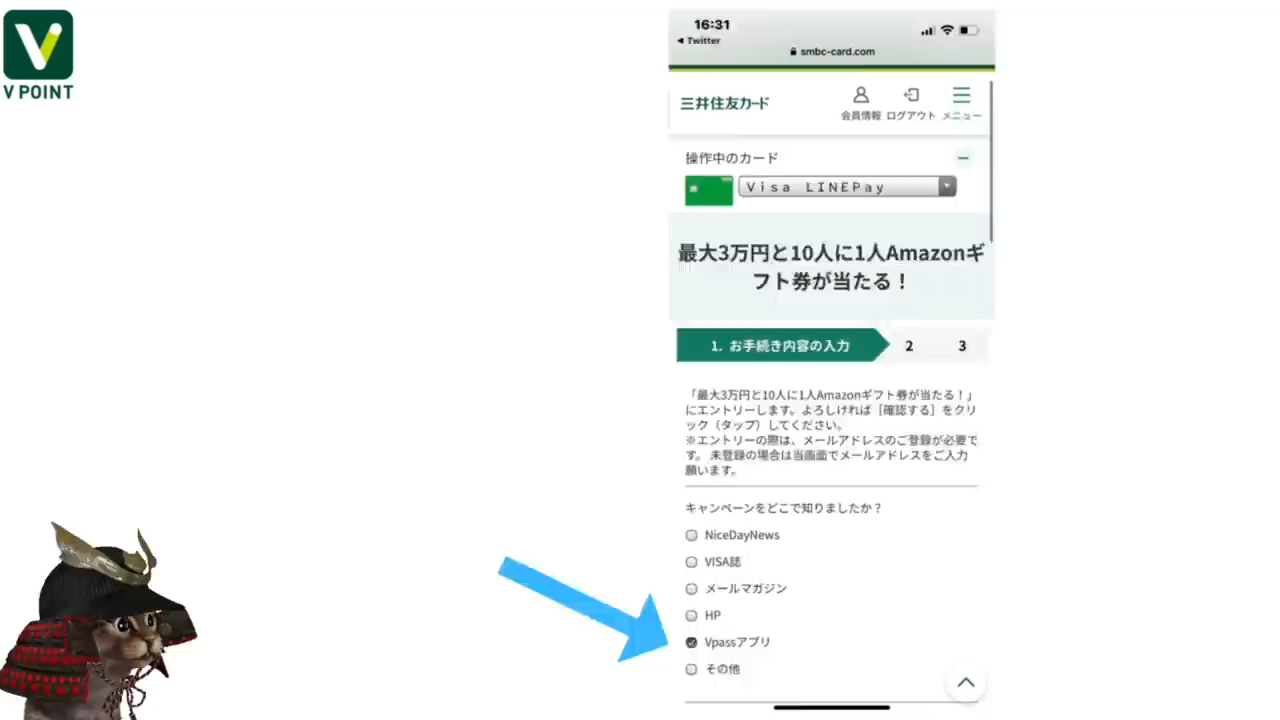 V POINT
16:31
◀ Twitter
smbc-card.com
三井住友カード
会員情報 ログアウト メニュー
操作中のカード
Ｖｉｓａ　ＬＩＮＥＰａｙ
最大3万円と10人に1人Amazonギ
フト券が当たる！
1. お手続き内容の入力 2 3
「最大3万円と10人に1人Amazonギフト券が当たる！」
にエントリーします。よろしければ［確認する］をクリ
ック（タップ）してください。
※エントリーの際は、メールアドレスのご登録が必要で
す。 未登録の場合は当画面でメールアドレスをご入力
願います。
キャンペーンをどこで知りましたか？
NiceDayNews
VISA誌
メールマガジン
HP
Vpassアプリ
その他